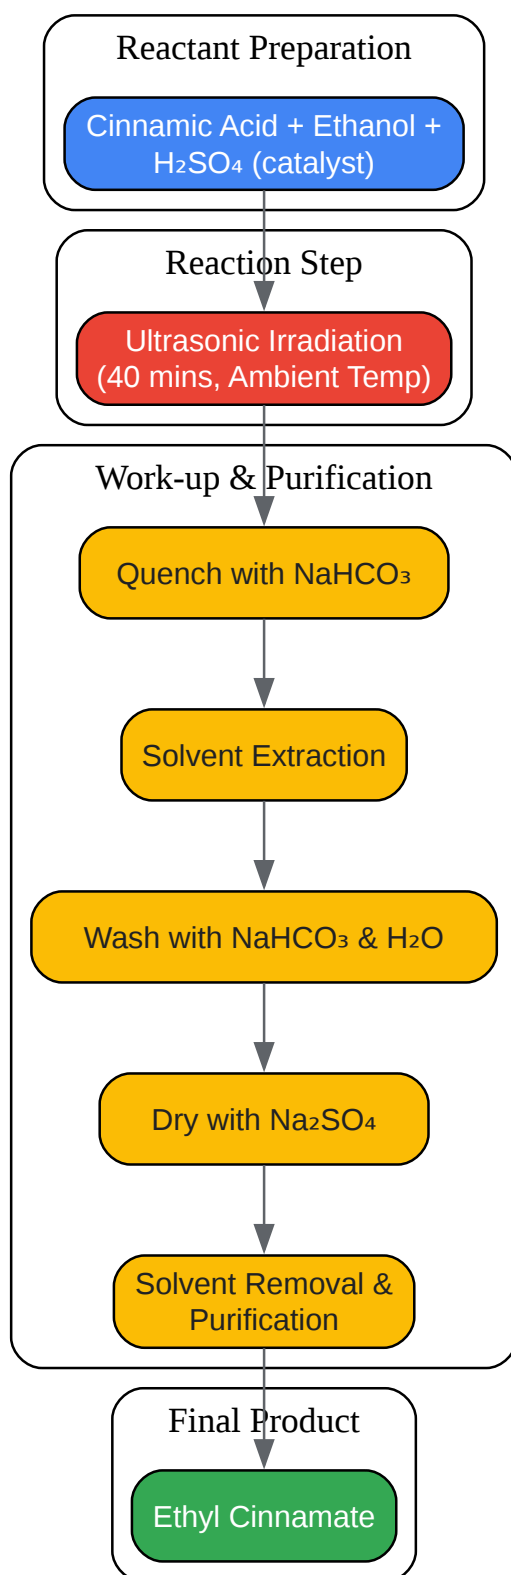 Reactant Preparation
Cinnamic Acid + Ethanol +
H₂SO₄ (catalyst)
Reaction Step
Ultrasonic Irradiation
(40 mins, Ambient Temp)
Work-up & Purification
Quench with NaHCO₃
Solvent Extraction
Wash with NaHCO₃ & H₂O
Dry with Na₂SO₄
Solvent Removal &
Purification
Final Product
Ethyl Cinnamate